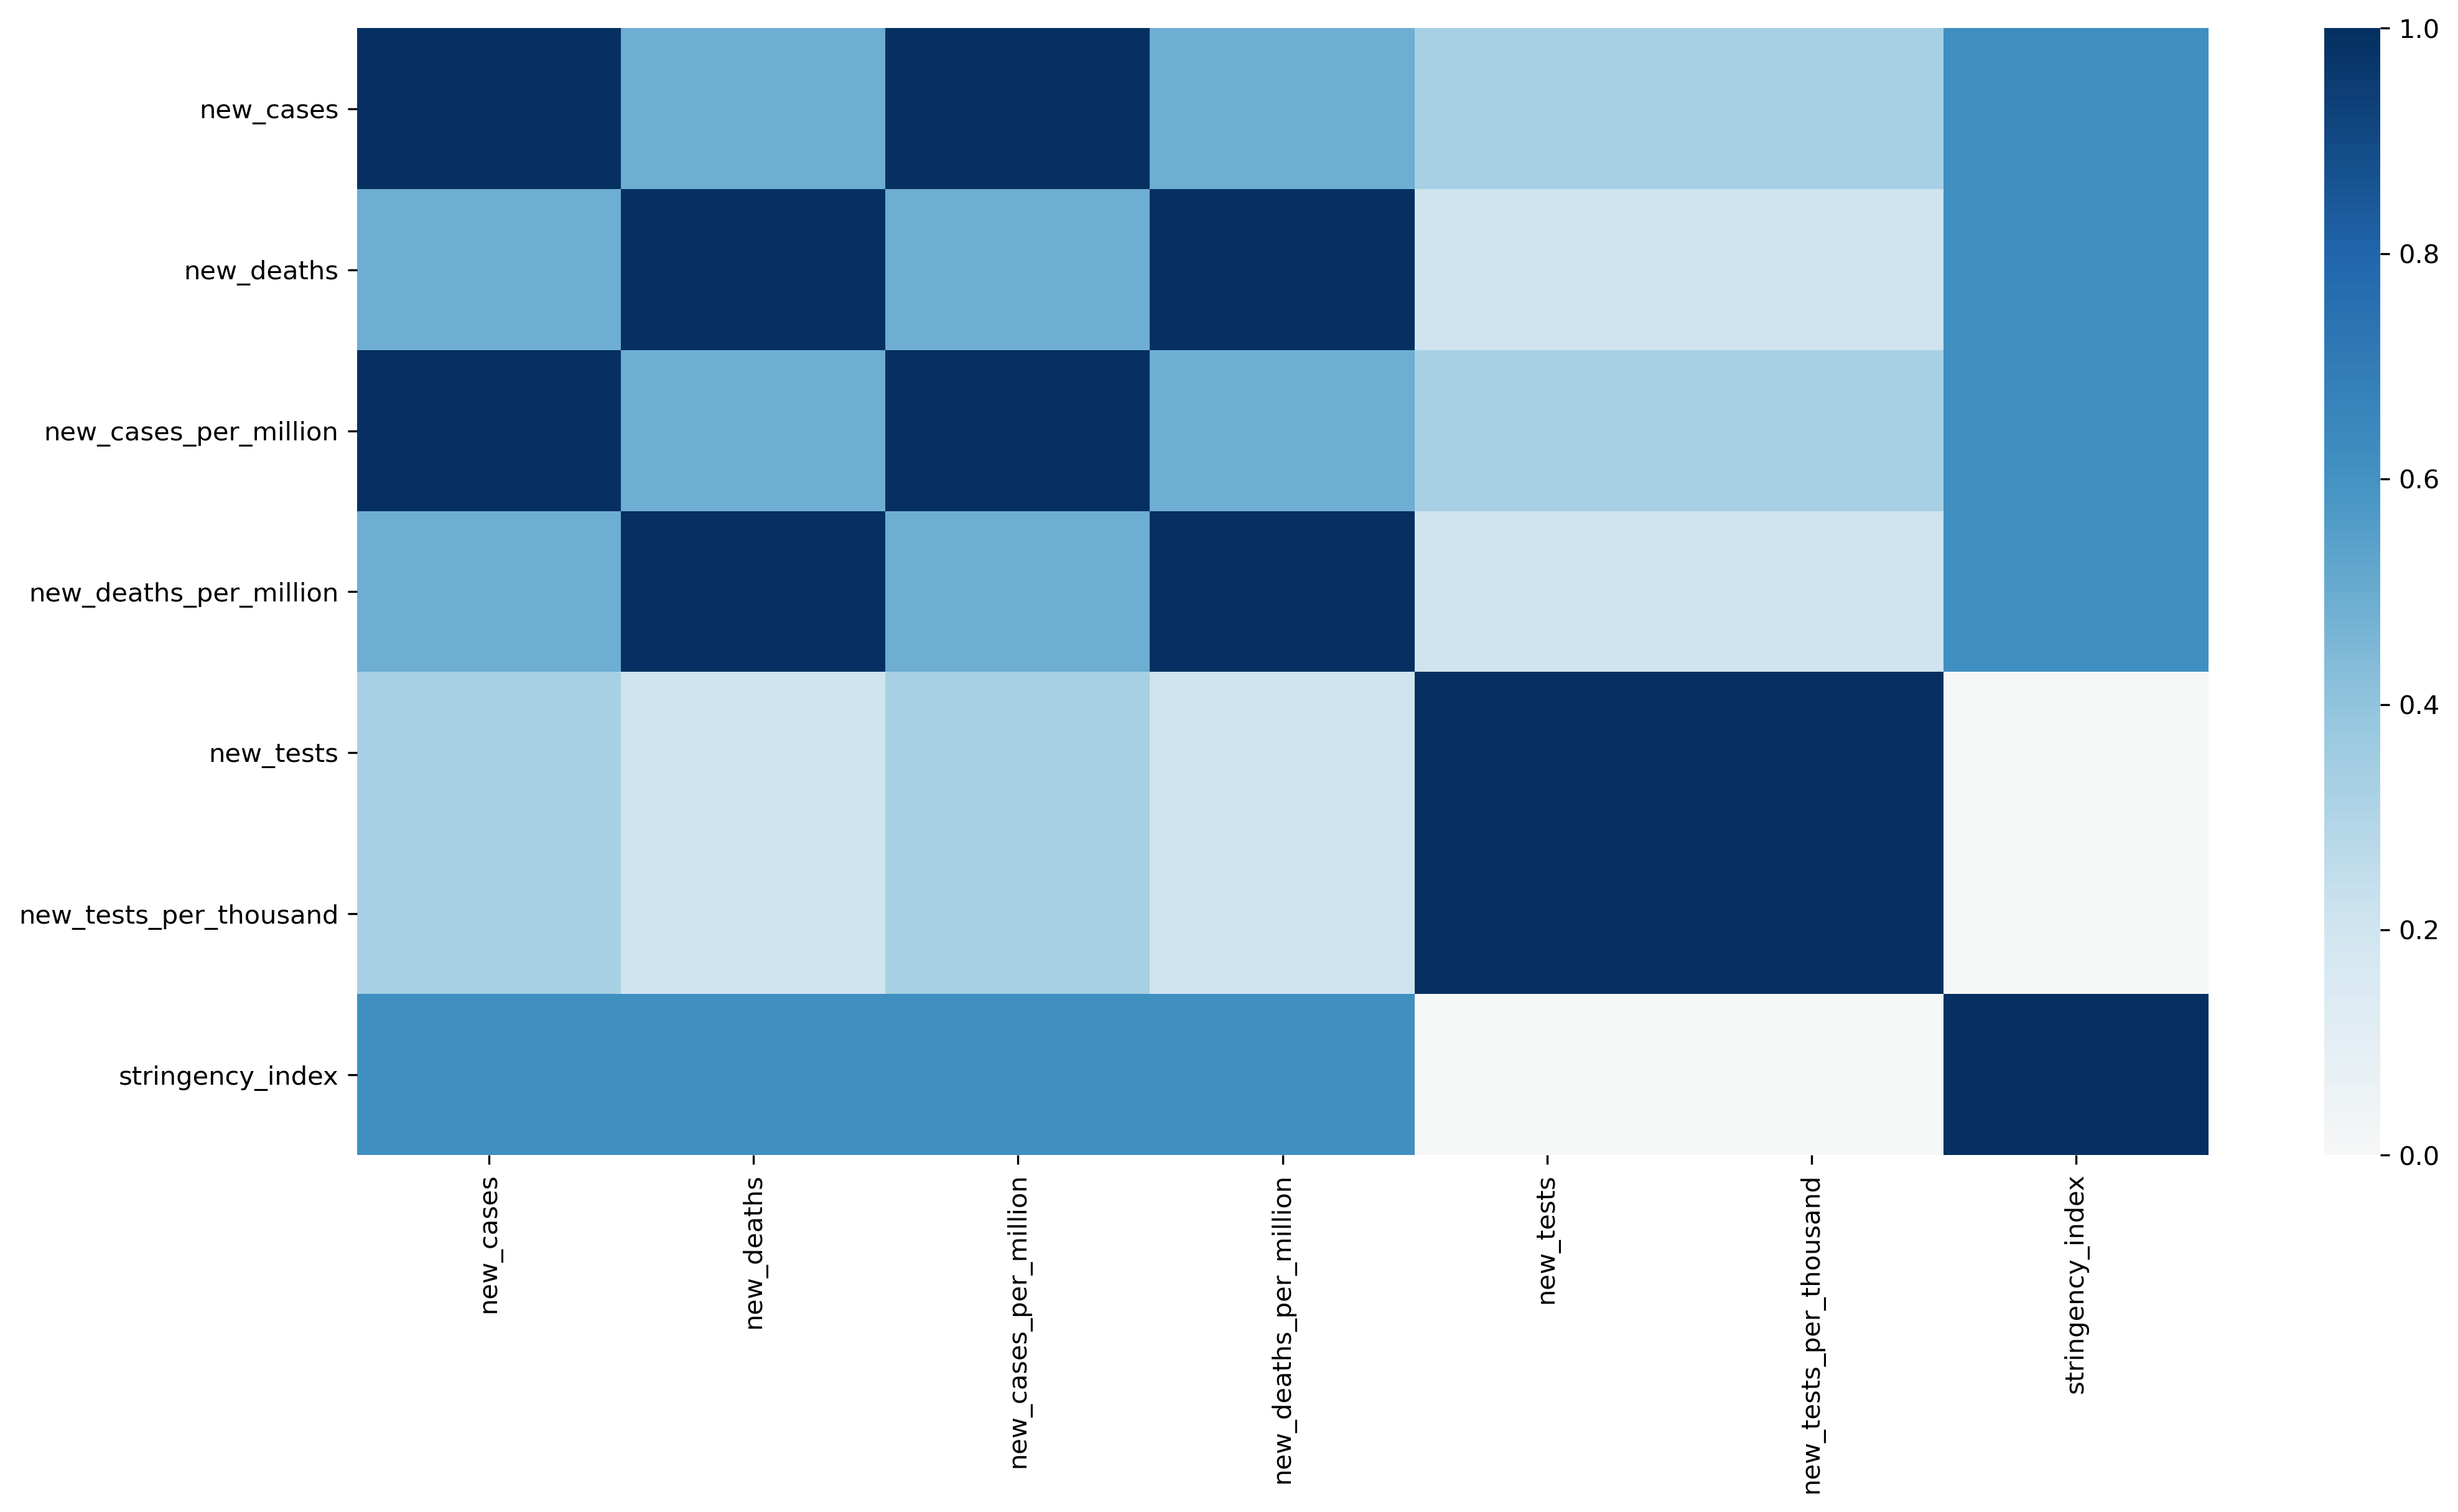 new_cases
new_deaths
new_cases_per_million
new_deaths_per_million
new_tests
new_tests_per_thousand
stringency_index
new_cases
new_deaths
new_cases_per_million
new_deaths_per_million
new_tests
new_tests_per_thousand
stringency_index
1.0
0.8
0.6
0.4
0.2
0.0